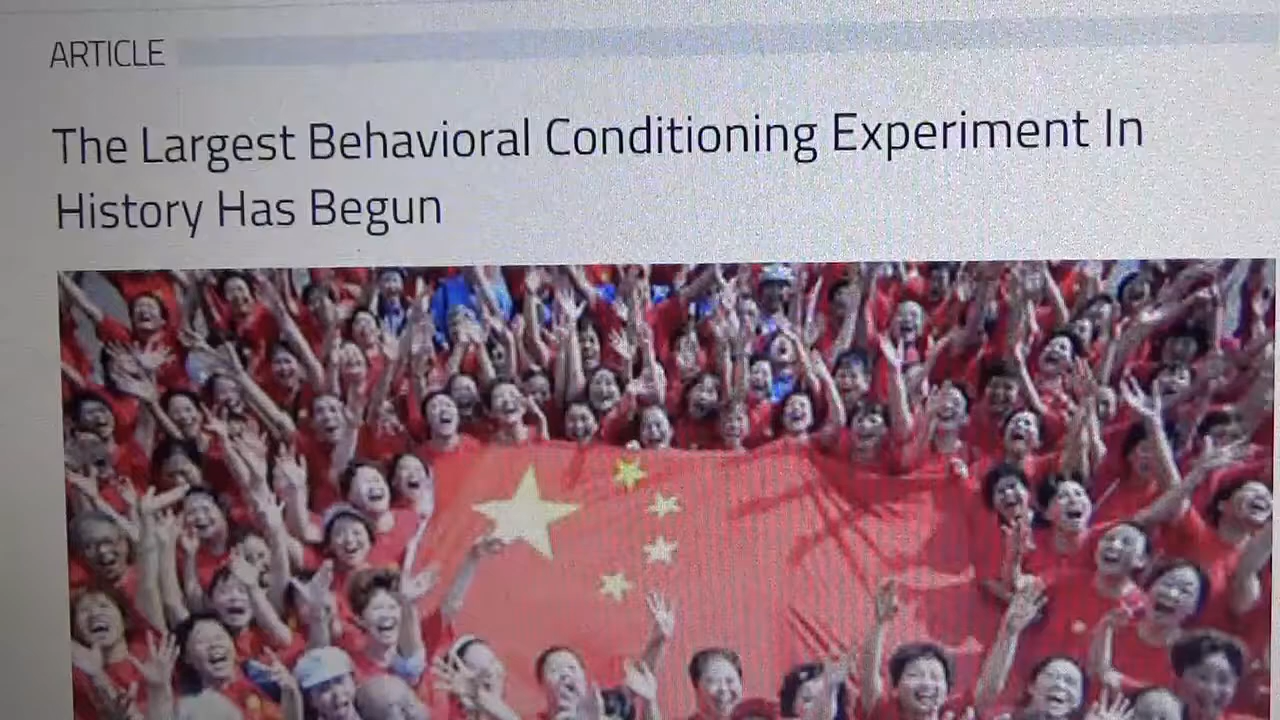 ARTICLE
The Largest Behavioral Conditioning Experiment In
History Has Begun